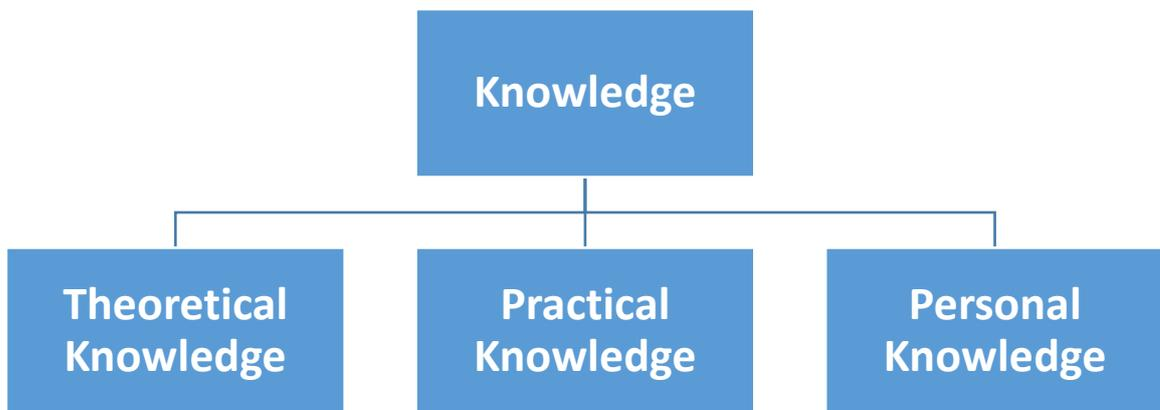 Knowledge
Theoretical
Knowledge
Practical
Knowledge
Personal
Knowledge